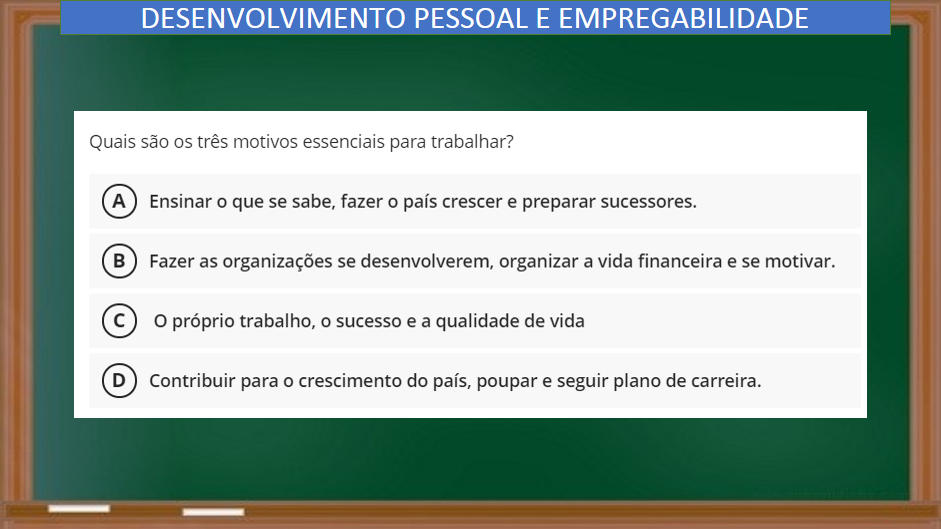 DESENVOLVIMENTO PESSOAL E EMPREGABILIDADE
Quais são os três motivos essenciais para trabalhar?
A Ensinar o que se sabe, fazer o país crescer e preparar sucessores.
B Fazer as organizações se desenvolverem, organizar a vida financeira e se motivar.
C O próprio trabalho, o sucesso e a qualidade de vida
D Contribuir para o crescimento do país, poupar e seguir plano de carreira.